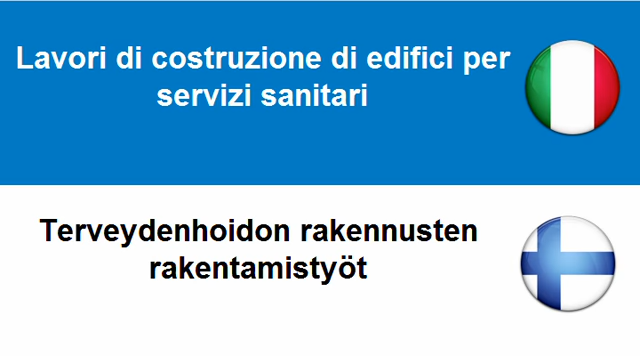 Lavori di costruzione di edifici per
servizi sanitari
Terveydenhoidon rakennusten
rakentamistyöt